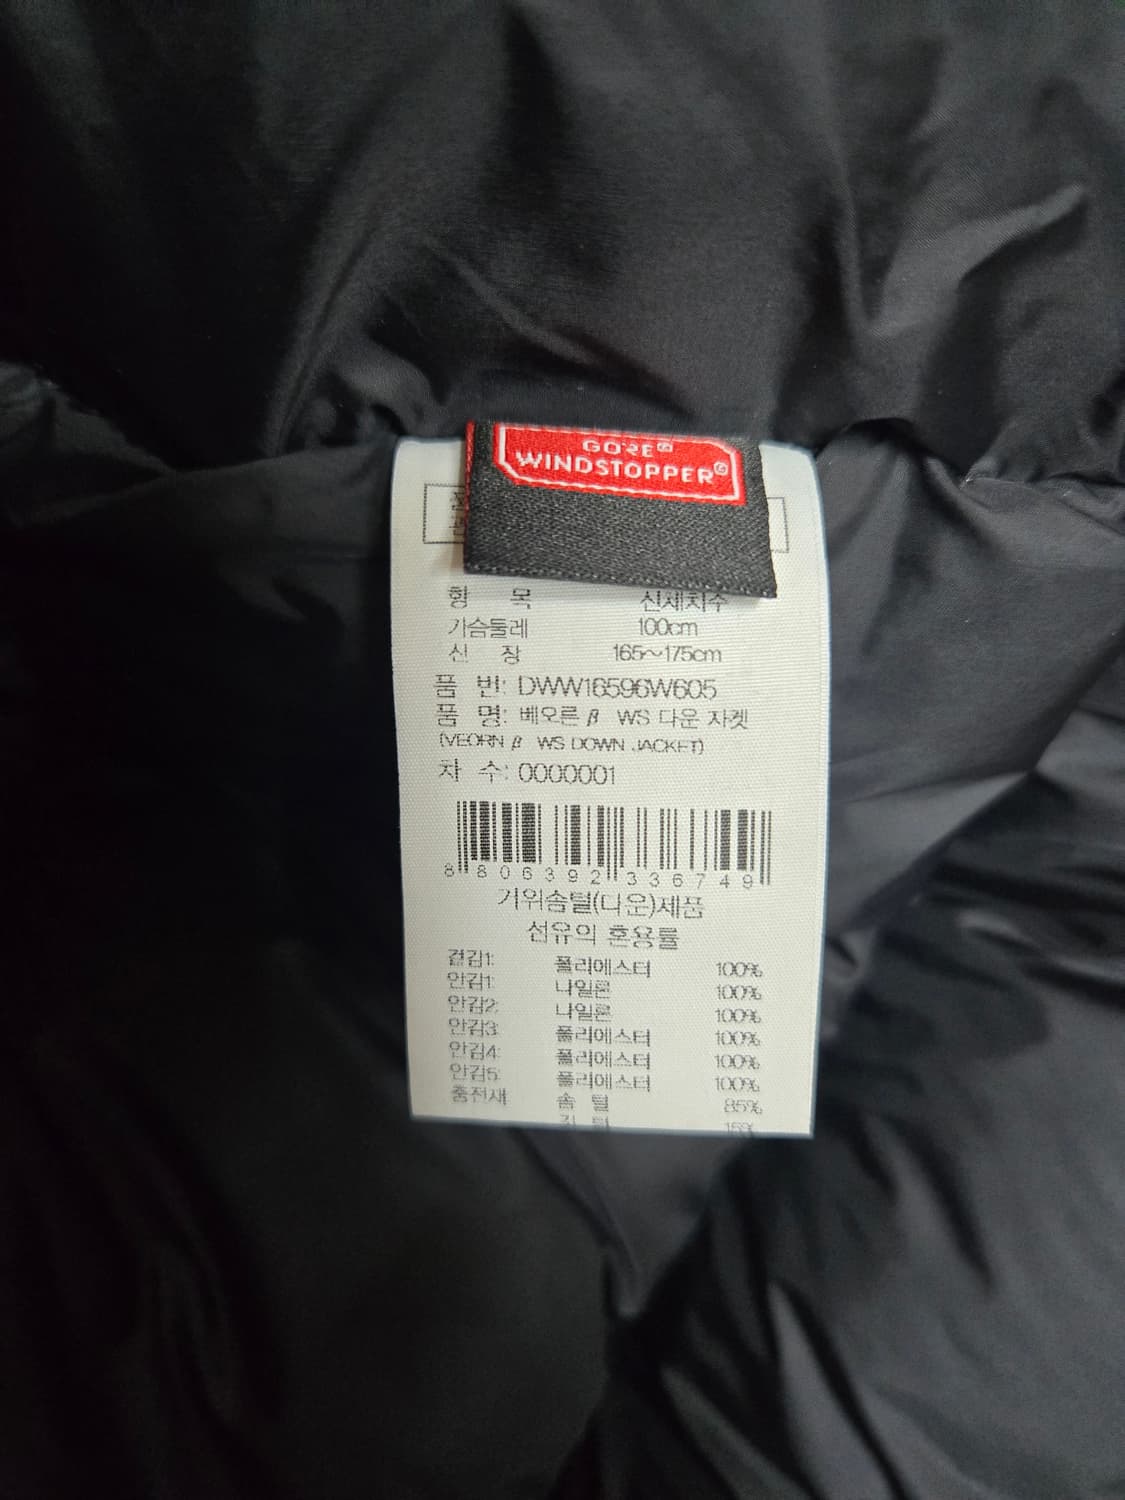 GORE®
WINDSTOPPER®
항 목 신체치수
가슴둘레 100cm
신 장 165~175cm
품 번: DWW16596W605
품 명: 베오른 β WS 다운 자켓
(VEORN β WS DOWN JACKET)
차 수: 0000001
8 806392 336749
거위솜털(다운)제품
섬유의 혼용률
겉감1: 폴리에스터 100%
안감1: 나일론 100%
안감2: 나일론 100%
안감3: 폴리에스터 100%
안감4: 폴리에스터 100%
안감5: 폴리에스터 100%
충전재 솜 털 85%
깃 털 15%